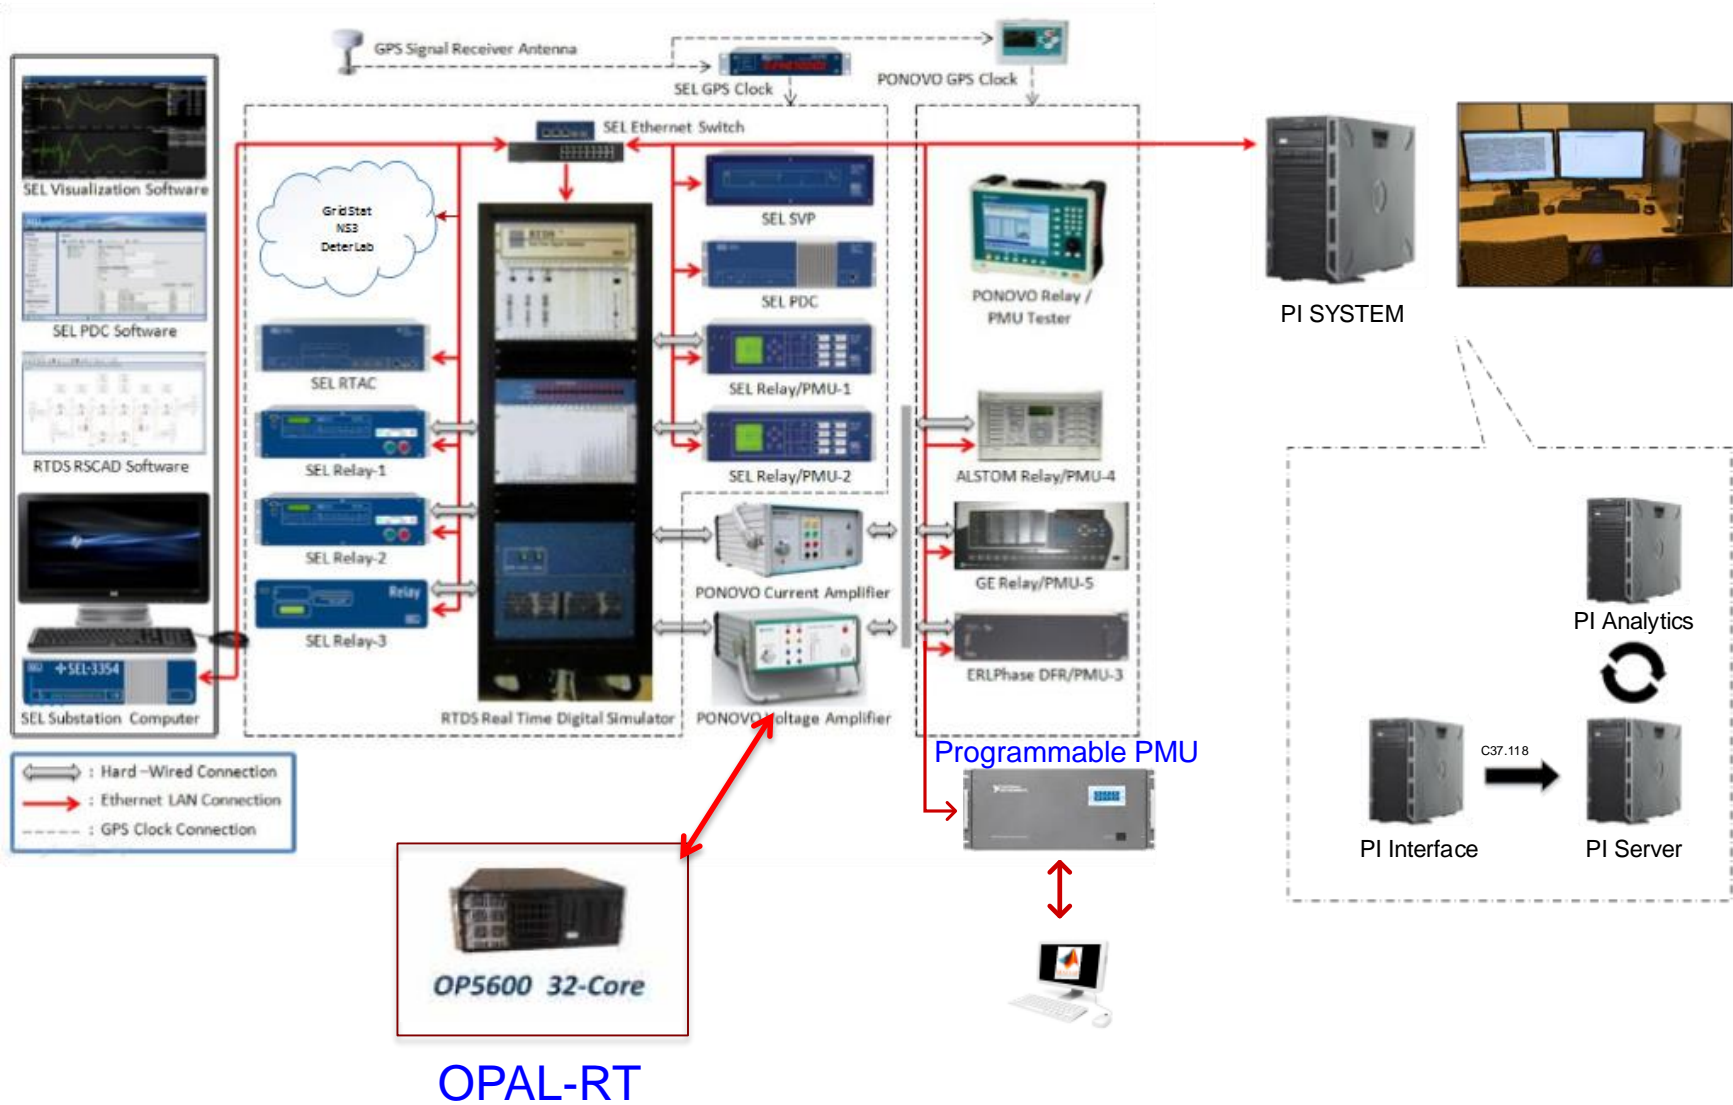 GPS Signal Receiver Antenna
SEL GPS Clock
PONOVO GPS Clock
SEL Ethernet Switch
SEL Visualization Software
GridStat
NS3
DeterLab
SEL SVP
SEL PDC
PONOVO Relay /
PMU Tester
PI SYSTEM
SEL PDC Software
SEL RTAC
SEL Relay/PMU-1
RTDS RSCAD Software
SEL Relay-1
SEL Relay/PMU-2
ALSTOM Relay/PMU-4
SEL Relay-2
PONOVO Current Amplifier
GE Relay/PMU-5
Relay
SEL Relay-3
SEL-3354
SEL Substation Computer
RTDS Real Time Digital Simulator
PONOVO Voltage Amplifier
ERLPhase DFR/PMU-3
PI Analytics
: Hard –Wired Connection
: Ethernet LAN Connection
: GPS Clock Connection
Programmable PMU
C37.118
PI Interface
PI Server
OP5600 32-Core
OPAL-RT